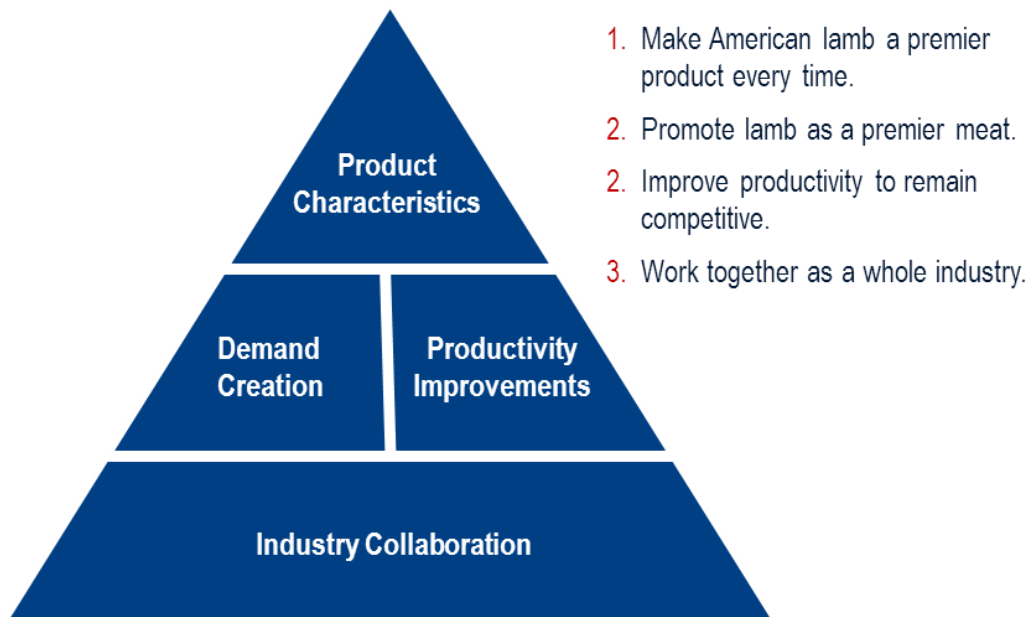 Product
Characteristics
Demand
Creation
Productivity
Improvements
Industry Collaboration
1. Make American lamb a premier
product every time.
2. Promote lamb as a premier meat.
2. Improve productivity to remain
competitive.
3. Work together as a whole industry.